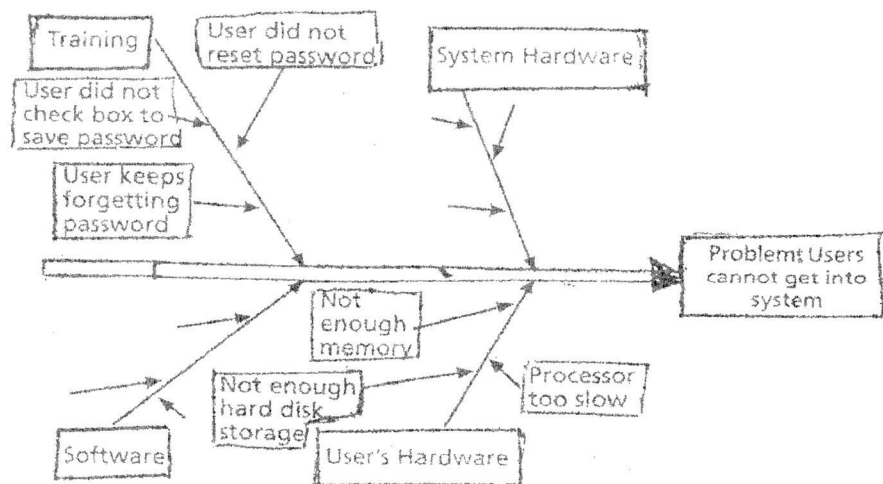 Training
User did not
reset password
System Hardware
User did not
check box to
save password
User keeps
forgetting
password
Problemt Users
cannot get into
system
Not
enough
memory
Not enough
hard disk
storage
Processor
too slow
Software
User's Hardware